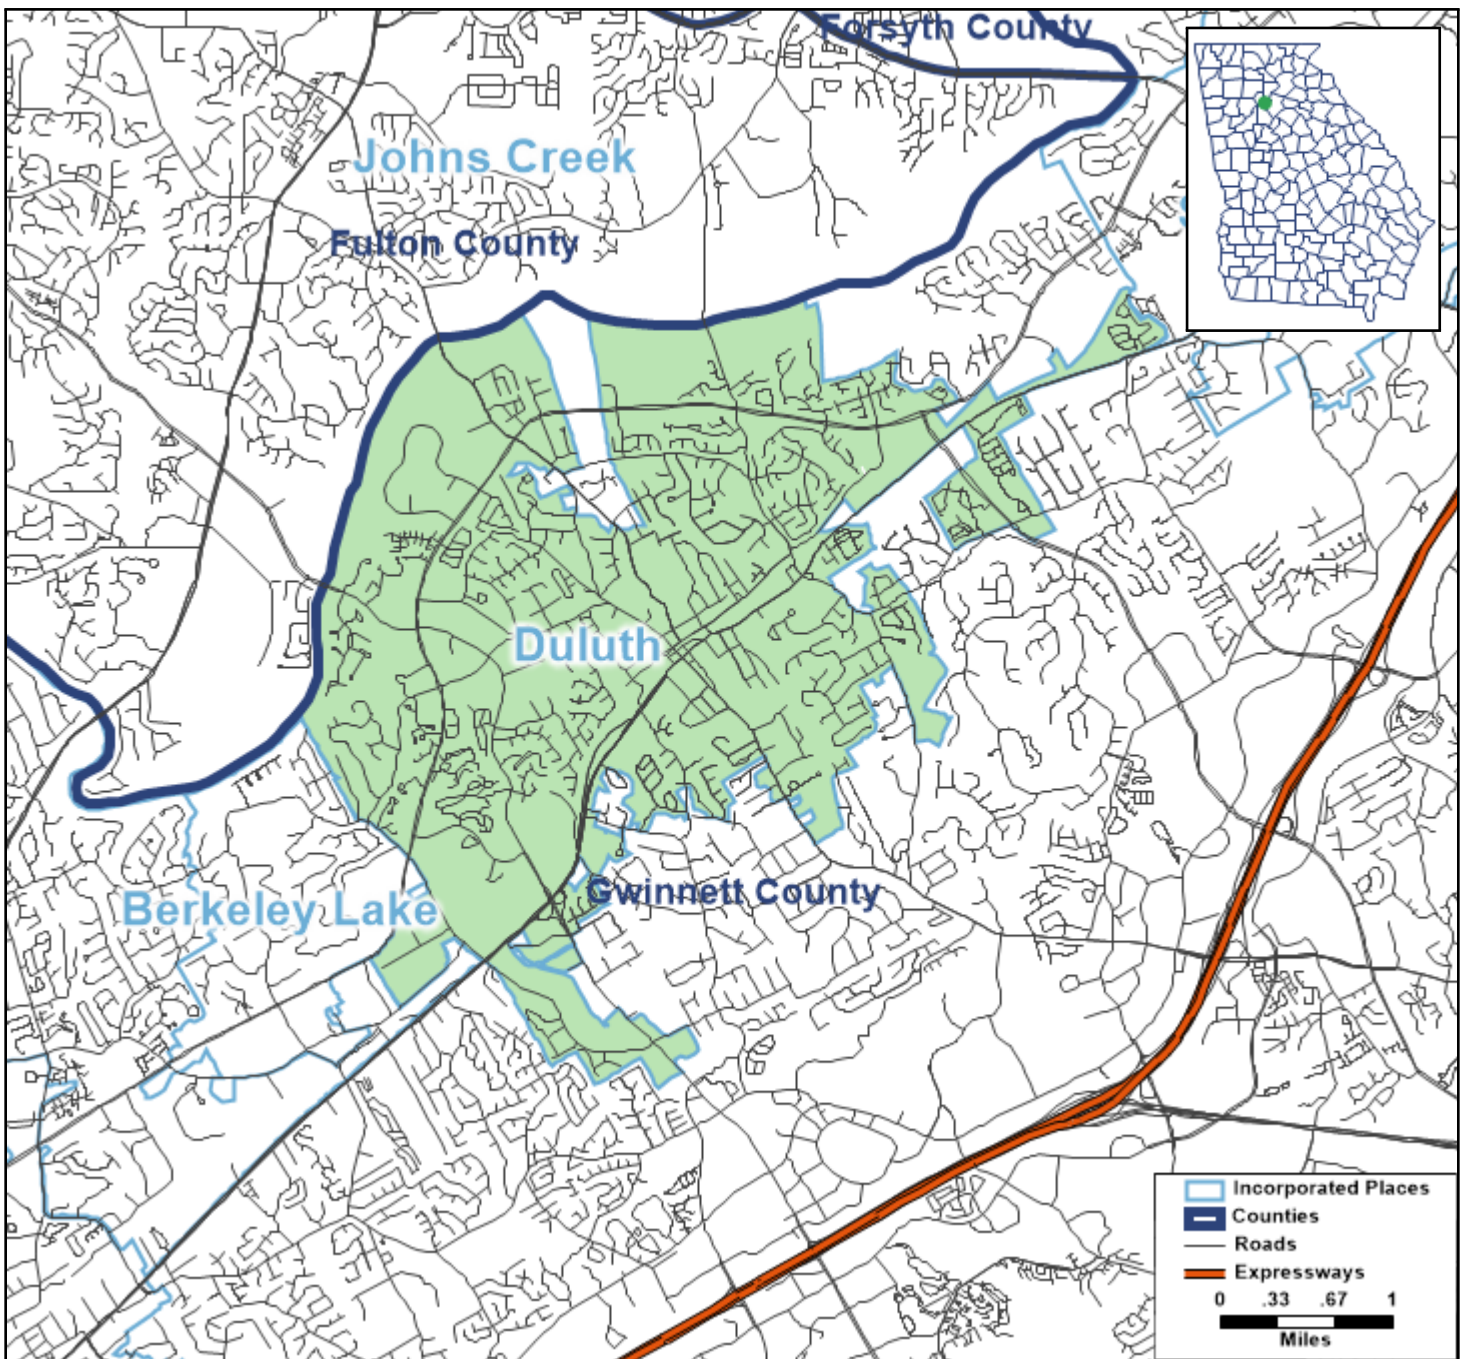 Forsyth County
Johns Creek
Fulton County
Duluth
Gwinnett County
Berkeley Lake
Incorporated Places
Counties
Roads
Expressways
0 .33 .67 1
Miles